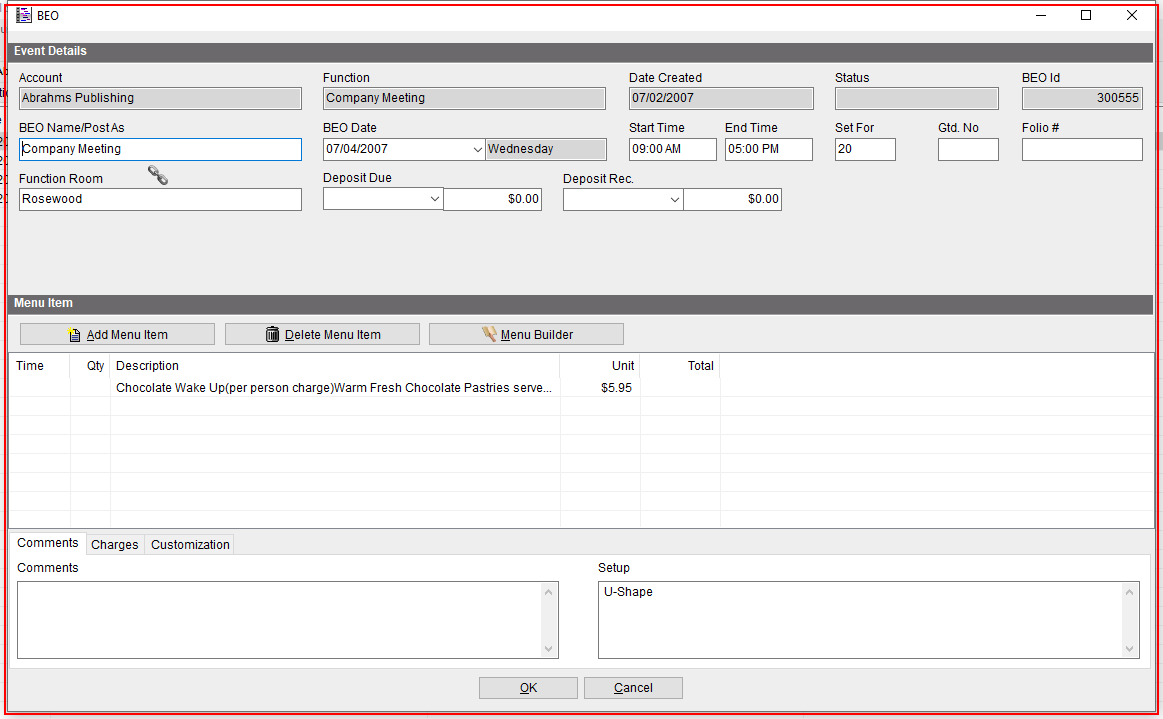 BEO
Event Details
Account Function Date Created Status BEO Id
Abrahms Publishing Company Meeting 07/02/2007 300555
BEO Name/Post As BEO Date Start Time End Time Set For Gtd. No Folio #
Company Meeting 07/04/2007 Wednesday 09:00 AM 05:00 PM 20
Function Room Deposit Due Deposit Rec.
Rosewood $0.00 $0.00
Menu Item
Add Menu Item Delete Menu Item Menu Builder
Time Qty Description Unit Total
Chocolate Wake Up(per person charge)Warm Fresh Chocolate Pastries serve... $5.95
Comments Charges Customization
Comments Setup
U-Shape
OK Cancel